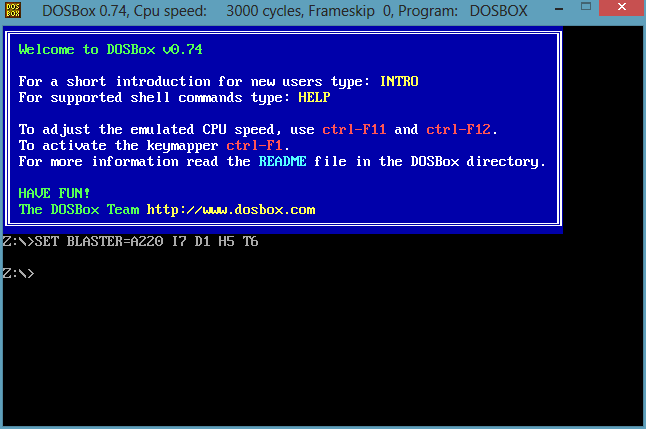 DOS
BOX
DOSBox 0.74, Cpu speed: 3000 cycles, Frameskip 0, Program: DOSBOX
Welcome to DOSBox v0.74
For a short introduction for new users type: INTRO
For supported shell commands type: HELP
To adjust the emulated CPU speed, use ctrl-F11 and ctrl-F12.
To activate the keymapper ctrl-F1.
For more information read the README file in the DOSBox directory.
HAVE FUN!
The DOSBox Team http://www.dosbox.com
Z:\>SET BLASTER=A220 I7 D1 H5 T6
Z:\>